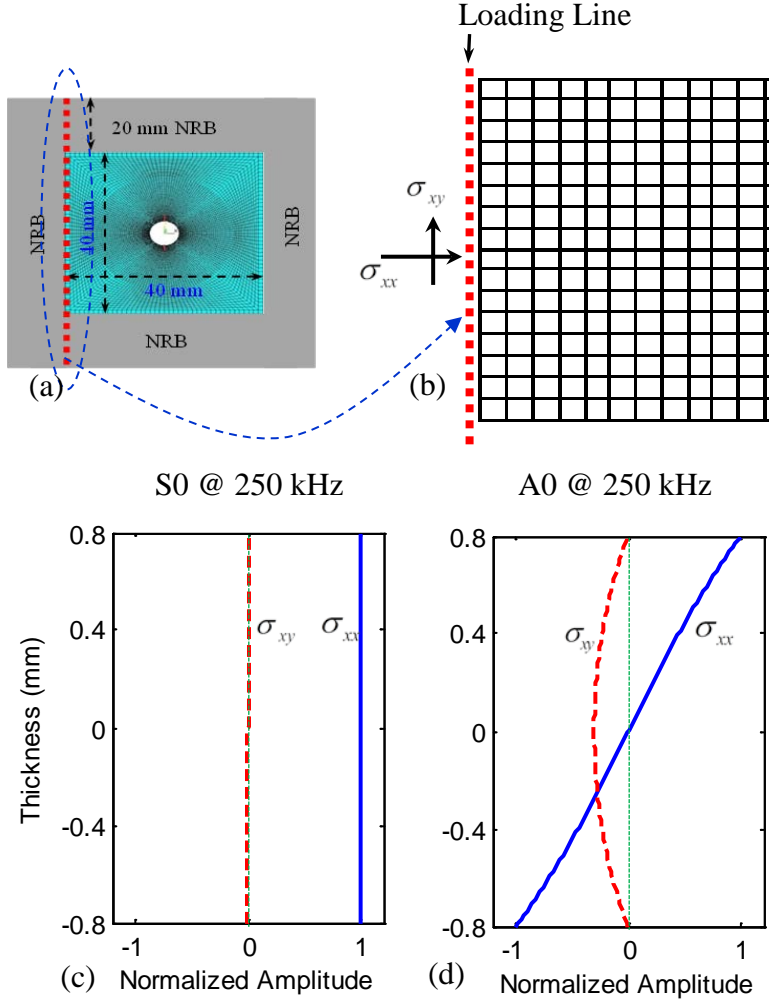 Loading Line
20 mm NRB
NRB
40 mm
40 mm
NRB
NRB
(a)
σxy
σxx
(b)
S0 @ 250 kHz
A0 @ 250 kHz
Thickness (mm)
0.8
0.4
0
-0.4
-0.8
σxy
σxx
-1
0
1
(c)
Normalized Amplitude
0.8
0.4
0
-0.4
-0.8
σxy
σxx
-1
0
1
(d)
Normalized Amplitude